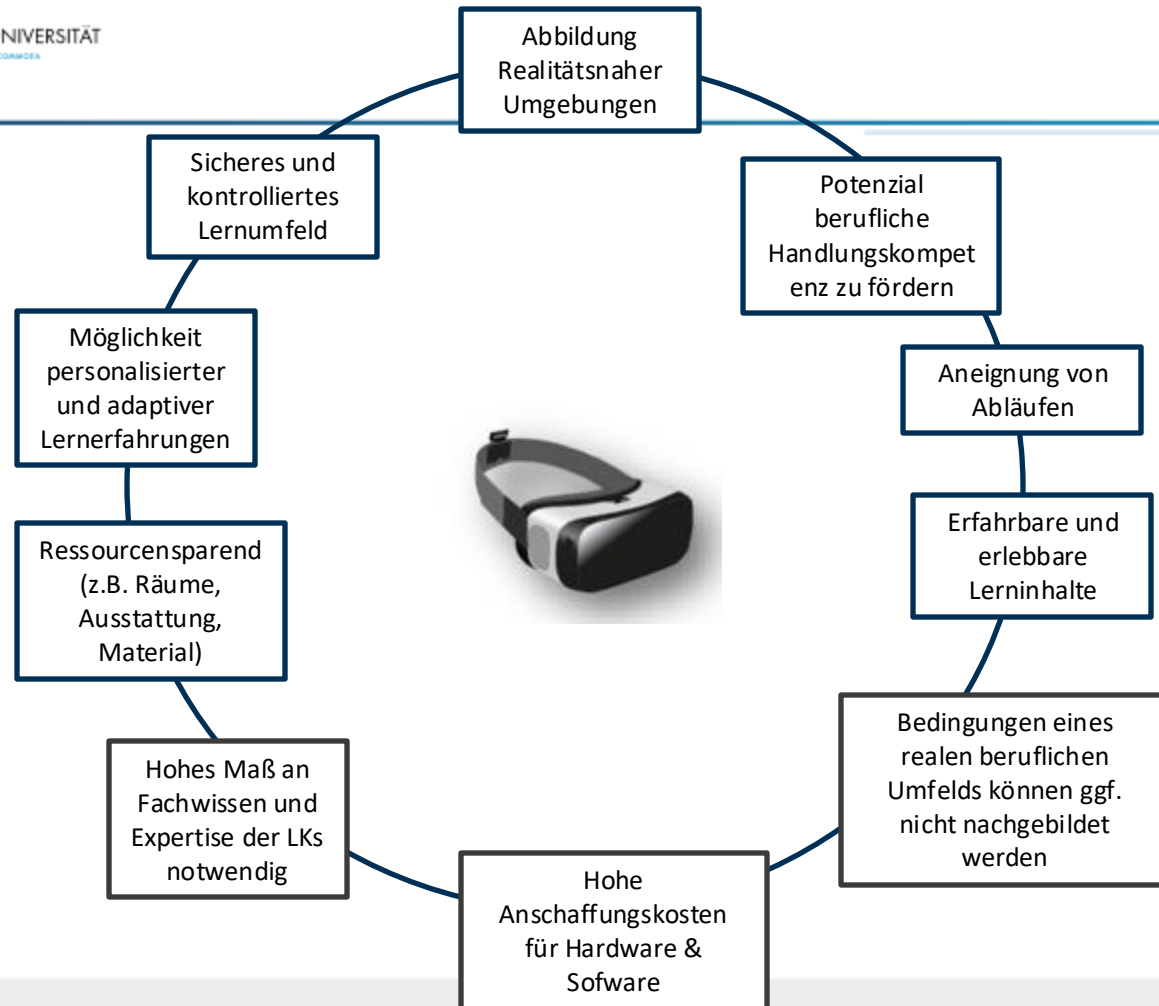 NIVERSITÄT
COMMODA
Abbildung
Realitätsnaher
Umgebungen
Potenzial
berufliche
Handlungskompet
enz zu fördern
Aneignung von
Abläufen
Erfahrbare und
erlebbare
Lerninhalte
Bedingungen eines
realen beruflichen
Umfelds können ggf.
nicht nachgebildet
werden
Hohe
Anschaffungskosten
für Hardware &
Sofware
Hohes Maß an
Fachwissen und
Expertise der LKs
notwendig
Ressourcensparend
(z.B. Räume,
Ausstattung,
Material)
Möglichkeit
personalisierter
und adaptiver
Lernerfahrungen
Sicheres und
kontrolliertes
Lernumfeld